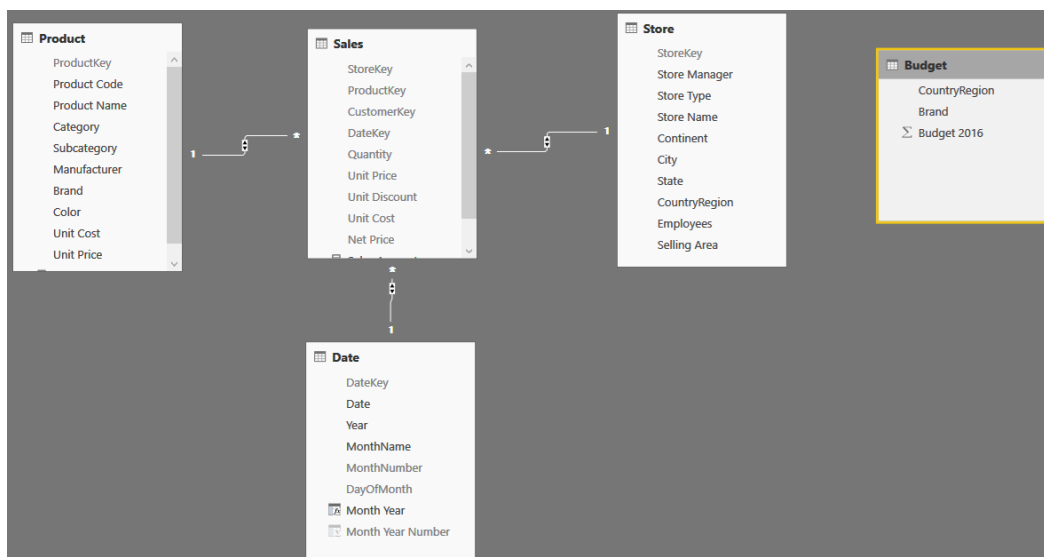 Product
ProductKey
Product Code
Product Name
Category
Subcategory
Manufacturer
Brand
Color
Unit Cost
Unit Price
1
*
Sales
StoreKey
ProductKey
CustomerKey
DateKey
Quantity
Unit Price
Unit Discount
Unit Cost
Net Price
*
1
Store
StoreKey
Store Manager
Store Type
Store Name
Continent
City
State
CountryRegion
Employees
Selling Area
Budget
CountryRegion
Brand
Σ Budget 2016
*
1
Date
DateKey
Date
Year
MonthName
MonthNumber
DayOfMonth
Month Year
Month Year Number